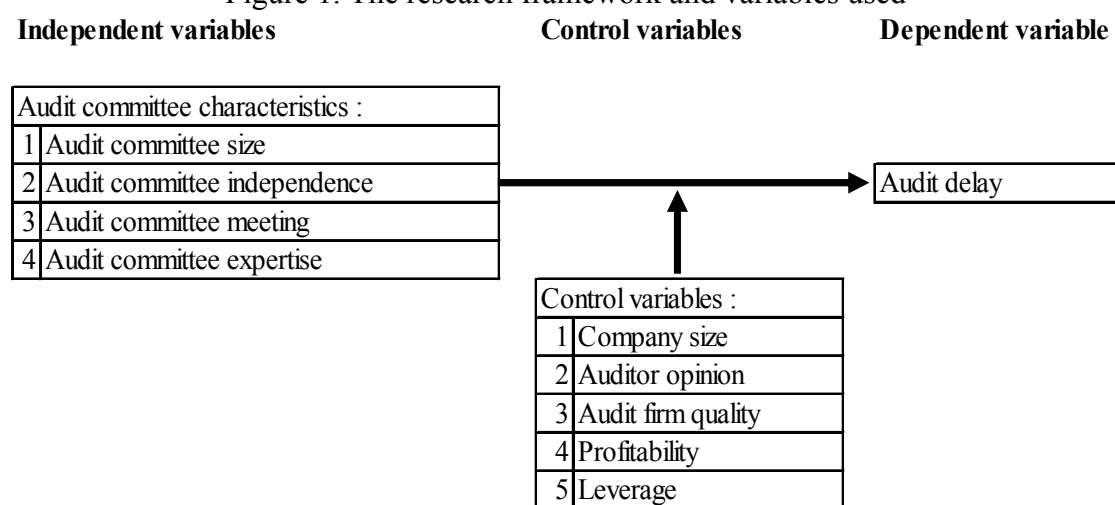 Figure 1: The research framework and variables used
Independent variables Control variables Dependent variable
Audit committee characteristics :
1 Audit committee size
2 Audit committee independence
3 Audit committee meeting
4 Audit committee expertise
Audit delay
Control variables :
1 Company size
2 Auditor opinion
3 Audit firm quality
4 Profitability
5 Leverage